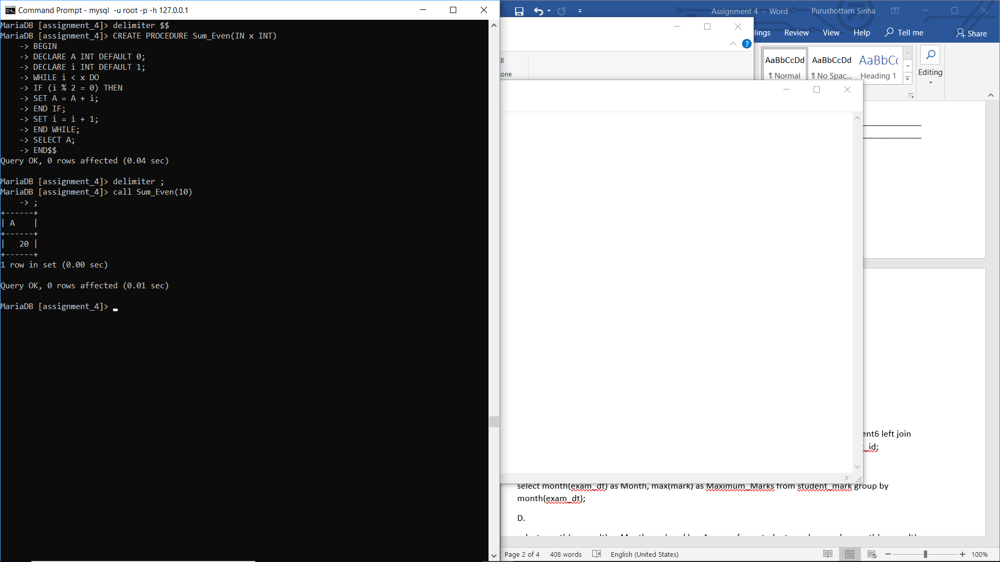 Command Prompt - mysql  -u root -p -h 127.0.0.1
MariaDB [assignment_4]> delimiter $$
MariaDB [assignment_4]> CREATE PROCEDURE Sum_Even(IN x INT)
    -> BEGIN
    -> DECLARE A INT DEFAULT 0;
    -> DECLARE i INT DEFAULT 1;
    -> WHILE i < x DO
    -> IF (i % 2 = 0) THEN
    -> SET A = A + i;
    -> END IF;
    -> SET i = i + 1;
    -> END WHILE;
    -> SELECT A;
    -> END$$
Query OK, 0 rows affected (0.04 sec)
MariaDB [assignment_4]> delimiter ;
MariaDB [assignment_4]> call Sum_Even(10)
    -> ;
+------+
| A    |
+------+
|   20 |
+------+
1 row in set (0.00 sec)
Query OK, 0 rows affected (0.01 sec)
MariaDB [assignment_4]>
Assignment 4 - Word
Purushottam Sinha
lings Review View Help Tell me Share
AaBbCcDd AaBbCcDd AaBbC
¶ Normal ¶ No Spac... Heading 1
Editing
one
ent6 left join
_id;
select month(exam_dt) as Month, max(mark) as Maximum_Marks from student_mark group by
month(exam_dt);
D.
Page 2 of 4 408 words English (United States) 100%